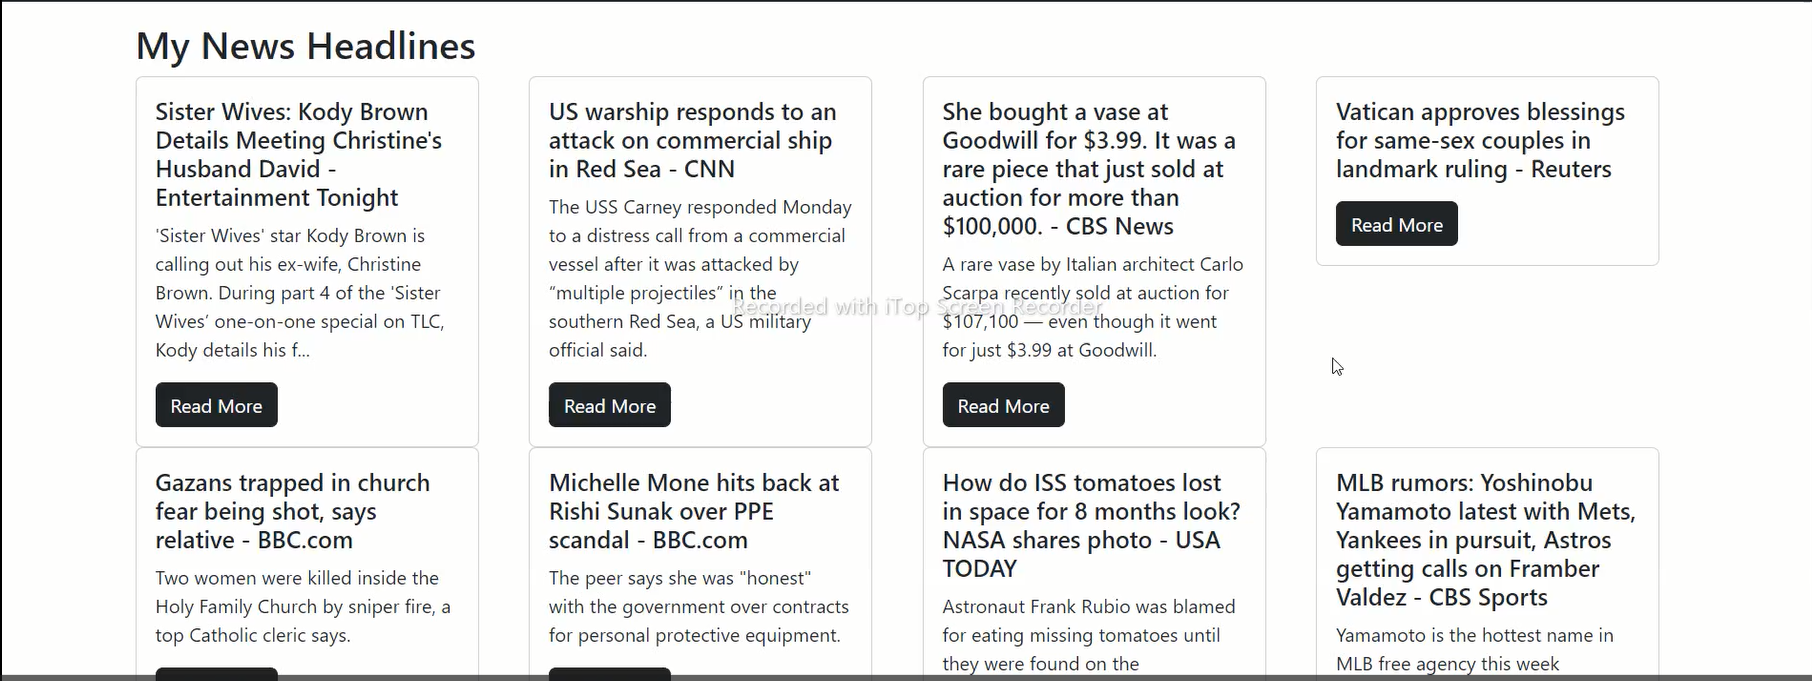 My News Headlines
Sister Wives: Kody Brown
Details Meeting Christine's
Husband David -
Entertainment Tonight
'Sister Wives' star Kody Brown is
calling out his ex-wife, Christine
Brown. During part 4 of the 'Sister
Wives’ one-on-one special on TLC,
Kody details his f...
Read More
US warship responds to an
attack on commercial ship
in Red Sea - CNN
The USS Carney responded Monday
to a distress call from a commercial
vessel after it was attacked by
“multiple projectiles” in the
southern Red Sea, a US military
official said.
Read More
She bought a vase at
Goodwill for $3.99. It was a
rare piece that just sold at
auction for more than
$100,000. - CBS News
A rare vase by Italian architect Carlo
Scarpa recently sold at auction for
$107,100 — even though it went
for just $3.99 at Goodwill.
Read More
Vatican approves blessings
for same-sex couples in
landmark ruling - Reuters
Read More
Recorded with iTop Screen Recorder
Gazans trapped in church
fear being shot, says
relative - BBC.com
Two women were killed inside the
Holy Family Church by sniper fire, a
top Catholic cleric says.
Michelle Mone hits back at
Rishi Sunak over PPE
scandal - BBC.com
The peer says she was "honest"
with the government over contracts
for personal protective equipment.
How do ISS tomatoes lost
in space for 8 months look?
NASA shares photo - USA
TODAY
Astronaut Frank Rubio was blamed
for eating missing tomatoes until
they were found on the
MLB rumors: Yoshinobu
Yamamoto latest with Mets,
Yankees in pursuit, Astros
getting calls on Framber
Valdez - CBS Sports
Yamamoto is the hottest name in
MLB free agency this week